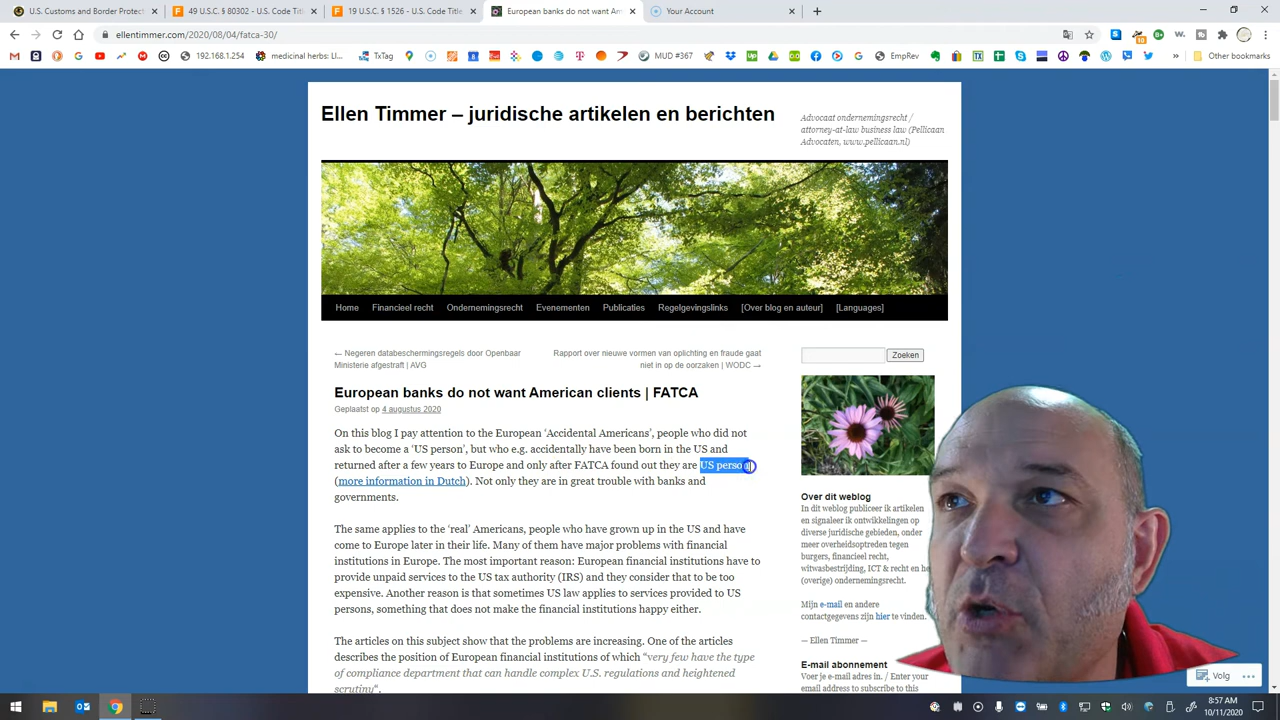 U.S. Customs and Border Protect
49 U.S.C. § 80302 - U.S. Code Titl
19 U.S.C. § 1526 - U.S. Code Title
European banks do not want Am
Your Account
ellentimmer.com/2020/08/04/fatca-30/
192.168.1.254
medicinal herbs: LI...
TxTag
MUD #367
EmpRev
Other bookmarks
Ellen Timmer – juridische artikelen en berichten
Advocaat ondernemingsrecht /
attorney-at-law business law (Pellicaan
Advocaten, www.pellicaan.nl)
Home
Financieel recht
Ondernemingsrecht
Evenementen
Publicaties
Regelgevingslinks
[Over blog en auteur]
[Languages]
← Negeren databeschermingsregels door Openbaar
Ministerie afgestraft | AVG
Rapport over nieuwe vormen van oplichting en fraude gaat
niet in op de oorzaken | WODC →
Zoeken
European banks do not want American clients | FATCA
Geplaatst op 4 augustus 2020
On this blog I pay attention to the European ‘Accidental Americans’, people who did not
ask to become a ‘US person’, but who e.g. accidentally have been born in the US and
returned after a few years to Europe and only after FATCA found out they are US person
(more information in Dutch). Not only they are in great trouble with banks and
governments.
The same applies to the ‘real’ Americans, people who have grown up in the US and have
come to Europe later in their life. Many of them have major problems with financial
institutions in Europe. The most important reason: European financial institutions have to
provide unpaid services to the US tax authority (IRS) and they consider that to be too
expensive. Another reason is that sometimes US law applies to services provided to US
persons, something that does not make the financial institutions happy either.
The articles on this subject show that the problems are increasing. One of the articles
describes the position of European financial institutions of which “very few have the type
of compliance department that can handle complex U.S. regulations and heightened
scrutiny“.
Over dit weblog
In dit weblog publiceer ik artikelen
en signaleer ik ontwikkelingen op
diverse juridische gebieden, onder
meer overheidsoptreden tegen
burgers, financieel recht,
witwasbestrijding, ICT & recht en he
(overige) ondernemingsrecht.
Mijn e-mail en andere
contactgegevens zijn hier te vinden.
— Ellen Timmer —
E-mail abonnement
Voer je e-mail adres in. / Enter your
email address to subscribe to this
Volg
8:57 AM
10/11/2020